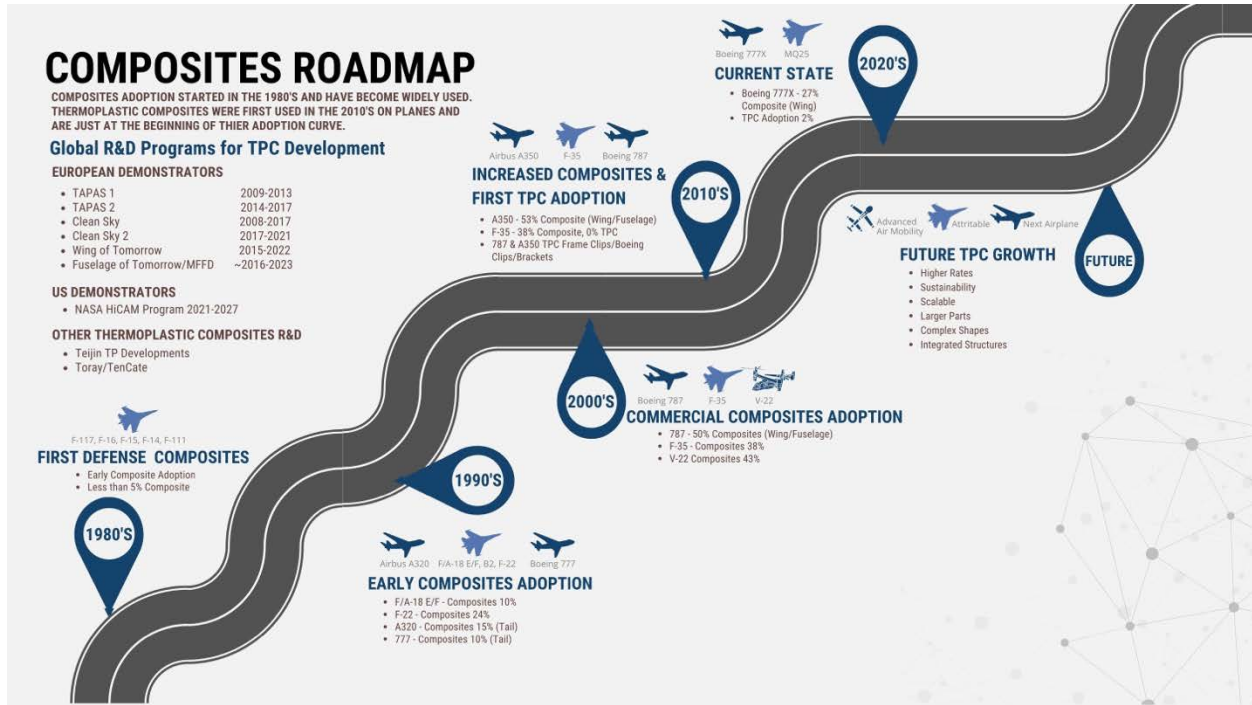 COMPOSITES ROADMAP
COMPOSITES ADOPTION STARTED IN THE 1980'S AND HAVE BECOME WIDELY USED.
THERMOPLASTIC COMPOSITES WERE FIRST USED IN THE 2010'S ON PLANES AND
ARE JUST AT THE BEGINNING OF THIER ADOPTION CURVE.
Global R&D Programs for TPC Development
EUROPEAN DEMONSTRATORS
• TAPAS 1 2009-2013
• TAPAS 2 2014-2017
• Clean Sky 2008-2017
• Clean Sky 2 2017-2021
• Wing of Tomorrow 2015-2022
• Fuselage of Tomorrow/MFFD ~2016-2023
US DEMONSTRATORS
• NASA HiCAM Program 2021-2027
OTHER THERMOPLASTIC COMPOSITES R&D
• Teijin TP Developments
• Toray/TenCate
F-117, F-16, F-15, F-14, F-111
FIRST DEFENSE COMPOSITES
• Early Composite Adoption
• Less than 5% Composite
1980'S
1990'S
Airbus A320 F/A-18 E/F, B2, F-22 Boeing 777
EARLY COMPOSITES ADOPTION
• F/A-18 E/F - Composites 10%
• F-22 - Composites 24%
• A320 - Composites 15% (Tail)
• 777 - Composites 10% (Tail)
2000'S
Boeing 787 F-35 V-22
COMMERCIAL COMPOSITES ADOPTION
• 787 - 50% Composites (Wing/Fuselage)
• F-35 - Composites 38%
• V-22 Composites 43%
Airbus A350 F-35 Boeing 787
INCREASED COMPOSITES &
FIRST TPC ADOPTION
• A350 - 53% Composite (Wing/Fuselage)
• F-35 - 38% Composite, 0% TPC
• 787 & A350 TPC Frame Clips/Boeing
Clips/Brackets
2010'S
Boeing 777X MQ25
CURRENT STATE
• Boeing 777X - 27%
Composite (Wing)
• TPC Adoption 2%
2020'S
Advanced
Air Mobility Attritable Next Airplane
FUTURE TPC GROWTH
• Higher Rates
• Sustainability
• Scalable
• Larger Parts
• Complex Shapes
• Integrated Structures
FUTURE